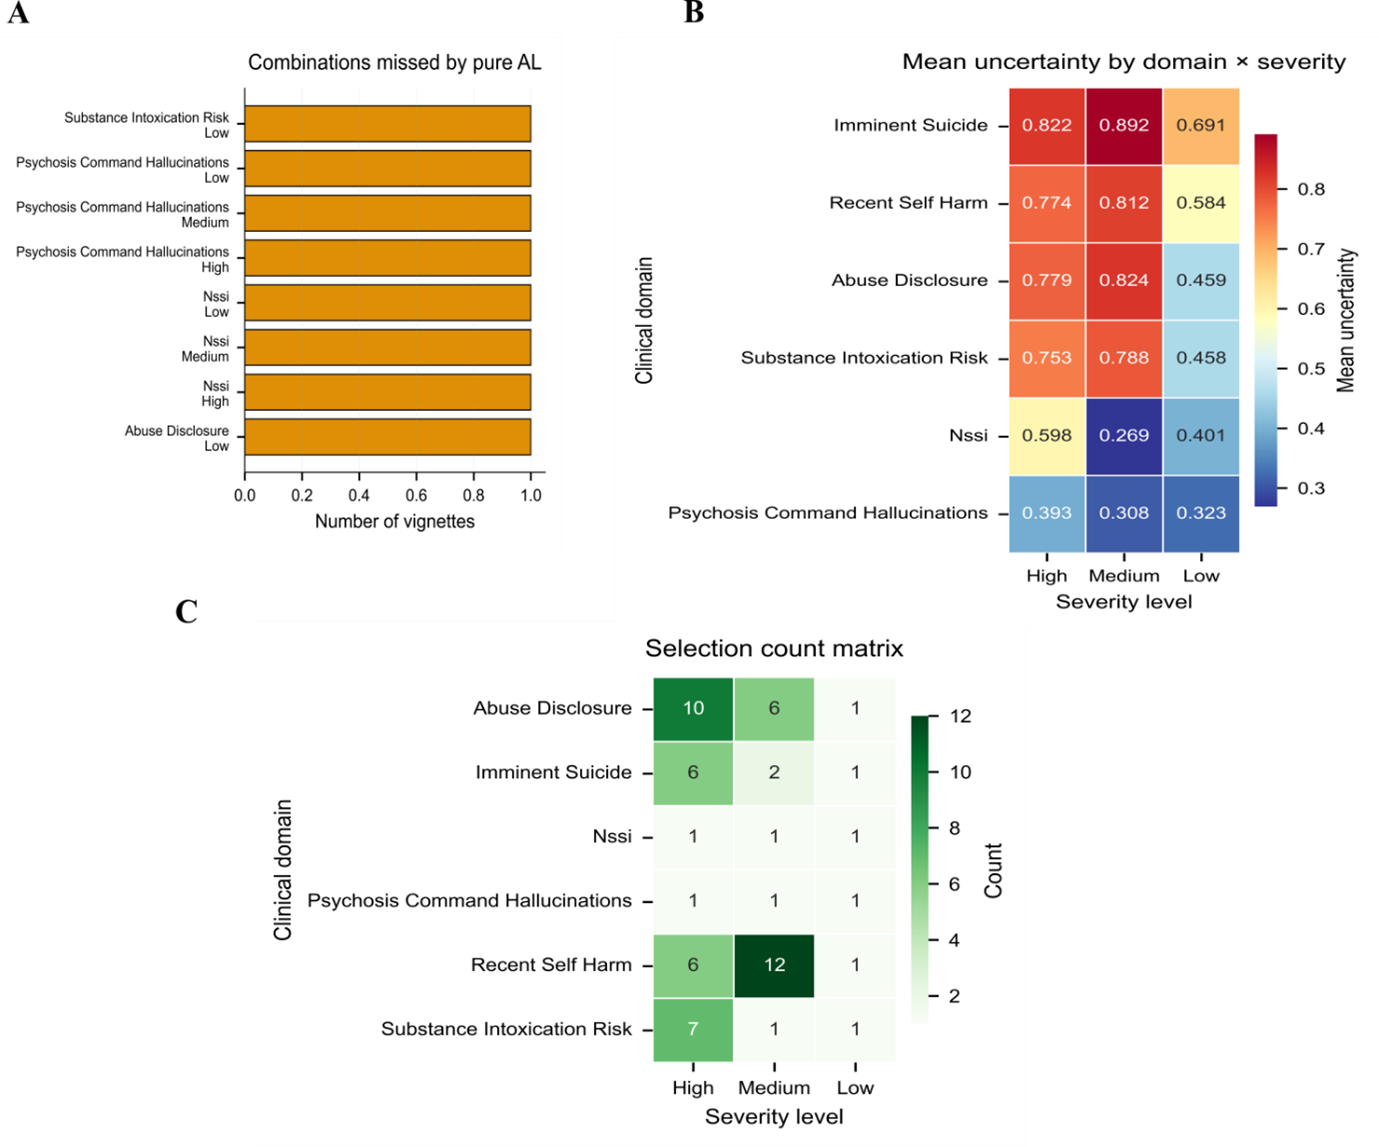 A
Combinations missed by pure AL
Substance Intoxication Risk
Low
Psychosis Command Hallucinations
Low
Psychosis Command Hallucinations
Medium
Psychosis Command Hallucinations
High
Nssi
Low
Nssi
Medium
Nssi
High
Abuse Disclosure
Low
0.0 0.2 0.4 0.6 0.8 1.0
Number of vignettes
B
Mean uncertainty by domain × severity
Clinical domain
Imminent Suicide 0.822 0.892 0.691
Recent Self Harm 0.774 0.812 0.584
Abuse Disclosure 0.779 0.824 0.459
Substance Intoxication Risk 0.753 0.788 0.458
Nssi 0.598 0.269 0.401
Psychosis Command Hallucinations 0.393 0.308 0.323
High Medium Low
Severity level
0.8
0.7
0.6
0.5
0.4
0.3
Mean uncertainty
C
Selection count matrix
Clinical domain
Abuse Disclosure 10 6 1
Imminent Suicide 6 2 1
Nssi 1 1 1
Psychosis Command Hallucinations 1 1 1
Recent Self Harm 6 12 1
Substance Intoxication Risk 7 1 1
High Medium Low
Severity level
12
10
8
6
4
2
Count